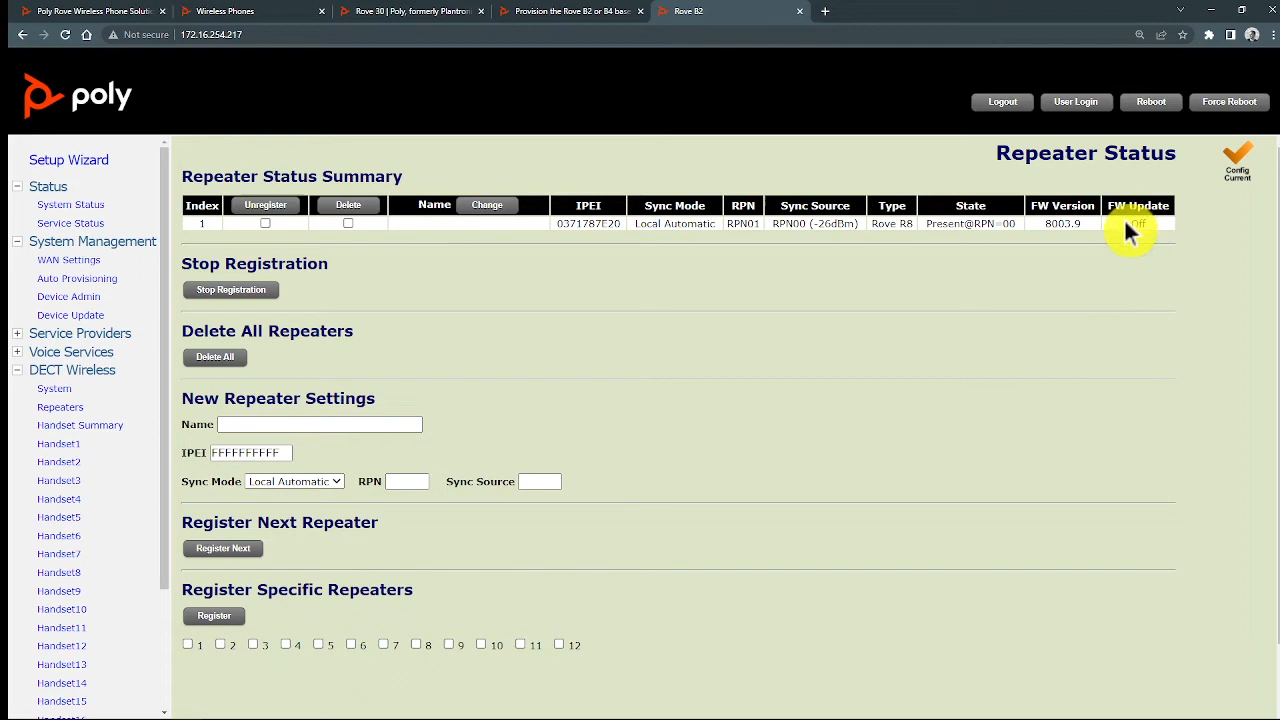 Poly Rove Wireless Phone Soluti
Wireless Phones
Rove 30 | Poly, formerly Plantron
Provision the Rove B2 or B4 base
Rove B2
Not secure
172.16.254.217
poly
Logout
User Login
Reboot
Force Reboot
Setup Wizard
Status
System Status
Service Status
System Management
WAN Settings
Auto Provisioning
Device Admin
Device Update
Service Providers
Voice Services
DECT Wireless
System
Repeaters
Handset Summary
Handset1
Handset2
Handset3
Handset4
Handset5
Handset6
Handset7
Handset8
Handset9
Handset10
Handset11
Handset12
Handset13
Handset14
Handset15
Repeater Status
Config
Current
Repeater Status Summary
Index Unregister Delete Name Change IPEI Sync Mode RPN Sync Source Type State FW Version FW Update
1 0371787E20 Local Automatic RPN01 RPN00 (-26dBm) Rove R8 Present@RPN=00 8003.9 Off
Stop Registration
Stop Registration
Delete All Repeaters
Delete All
New Repeater Settings
Name
IPEI FFFFFFFFFF
Sync Mode Local Automatic RPN Sync Source
Register Next Repeater
Register Next
Register Specific Repeaters
Register
1 2 3 4 5 6 7 8 9 10 11 12